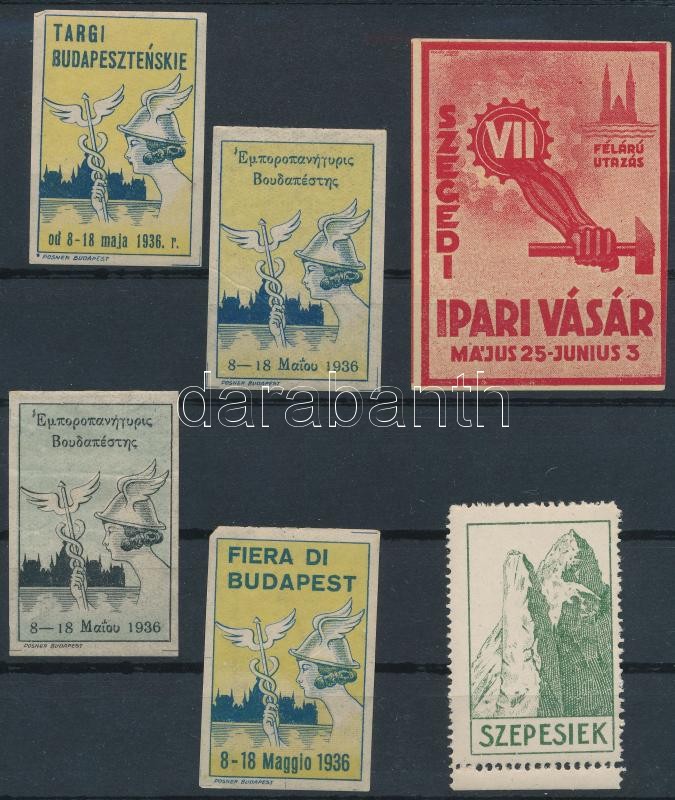 TARGI
BUDAPESZTEŃSKIE
od 8-18 maja 1936. r.
POSNER BUDAPEST
Ἐμποροπανήγυρις
Βουδαπέστης
8—18 Μαΐου 1936
POSNER BUDAPEST
SZEGEDI
VII
FÉLÁRÚ
UTAZÁS
IPARI VÁSÁR
MÁJUS 25-JUNIUS 3
darabanth
Ἐμποροπανήγυρις
Βουδαπέστης
8—18 Μαΐου 1936
POSNER BUDAPEST
FIERA DI
BUDAPEST
8-18 Maggio 1936
POSNER BUDAPEST
SZEPESIEK